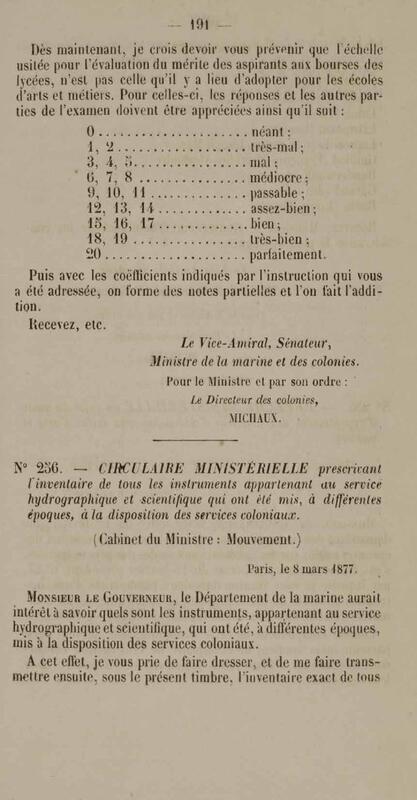 — 191 —
Dès maintenant, je crois devoir vous prévenir que l'échelle
usitée pour l'évaluation du mérite des aspirants aux bourses des
lycées, n'est pas celle qu'il y a lieu d'adopter pour les écoles
d'arts et métiers. Pour celles-ci, les réponses et les autres par-
ties de l'examen doivent être appréciées ainsi qu'il suit :
0...................... néant ;
1, 2.................... très-mal ;
3, 4, 5................. mal ;
6, 7, 8 ................ médiocre ;
9, 10, 11 .............. passable ;
12, 13, 14 ............. assez-bien ;
15, 16, 17 ............. bien ;
18, 19 ................. très-bien ;
20 ..................... parfaitement.
Puis avec les coëfficients indiqués par l'instruction qui vous
a été adressée, on forme des notes partielles et l'on fait l'addi-
tion.
Recevez, etc.
Le Vice-Amiral, Sénateur,
Ministre de la marine et des colonies.
Pour le Ministre et par son ordre :
Le Directeur des colonies,
MICHAUX.
N° 256. — CIRCULAIRE MINISTÉRIELLE prescrivant
l'inventaire de tous les instruments appartenant au service
hydrographique et scientifique qui ont été mis, à différentes
époques, à la disposition des services coloniaux.
(Cabinet du Ministre : Mouvement.)
Paris, le 8 mars 1877.
MONSIEUR LE GOUVERNEUR, le Département de la marine aurait
intérêt à savoir quels sont les instruments, appartenant au service
hydrographique et scientifique, qui ont été, à différentes époques,
mis à la disposition des services coloniaux.
A cet effet, je vous prie de faire dresser, et de me faire trans-
mettre ensuite, sous le présent timbre, l'inventaire exact de tous